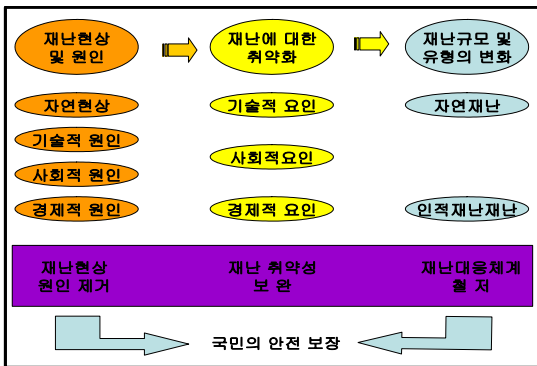 재난현상
및 원인
재난에 대한
취약화
재난규모 및
유형의 변화
자연현상
기술적 요인
자연재난
기술적 원인
사회적요인
사회적 원인
경제적 원인
경제적 요인
인적재난재난
재난현상
원인 제거
재난 취약성
보 완
재난대응체계
철 저
국민의 안전 보장